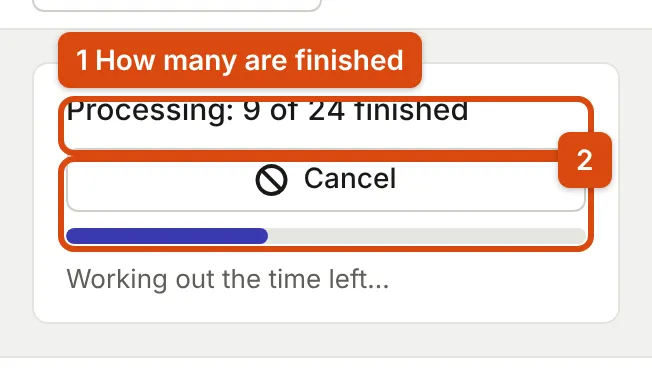 1 How many are finished
Processing: 9 of 24 finished
2
Cancel
Working out the time left...